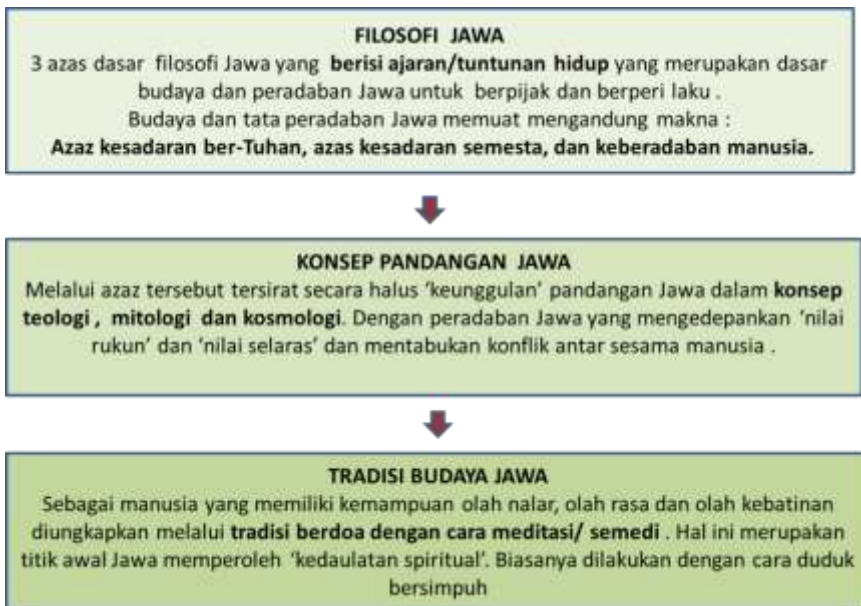 FILOSOFI JAWA
3 azas dasar filosofi Jawa yang berisi ajaran/tuntunan hidup yang merupakan dasar
budaya dan peradaban Jawa untuk berpijak dan berperi laku .
Budaya dan tata peradaban Jawa memuat mengandung makna :
Azaz kesadaran ber-Tuhan, azas kesadaran semesta, dan keberadaban manusia.
KONSEP PANDANGAN JAWA
Melalui azaz tersebut tersirat secara halus ‘keunggulan’ pandangan Jawa dalam konsep
teologi , mitologi dan kosmologi. Dengan peradaban Jawa yang mengedepankan ‘nilai
rukun’ dan ‘nilai selaras’ dan mentabukan konflik antar sesama manusia .
TRADISI BUDAYA JAWA
Sebagai manusia yang memiliki kemampuan olah nalar, olah rasa dan olah kebatinan
diungkapkan melalui tradisi berdoa dengan cara meditasi/ semedi . Hal ini merupakan
titik awal Jawa memperoleh ‘kedaulatan spiritual’. Biasanya dilakukan dengan cara duduk
bersimpuh